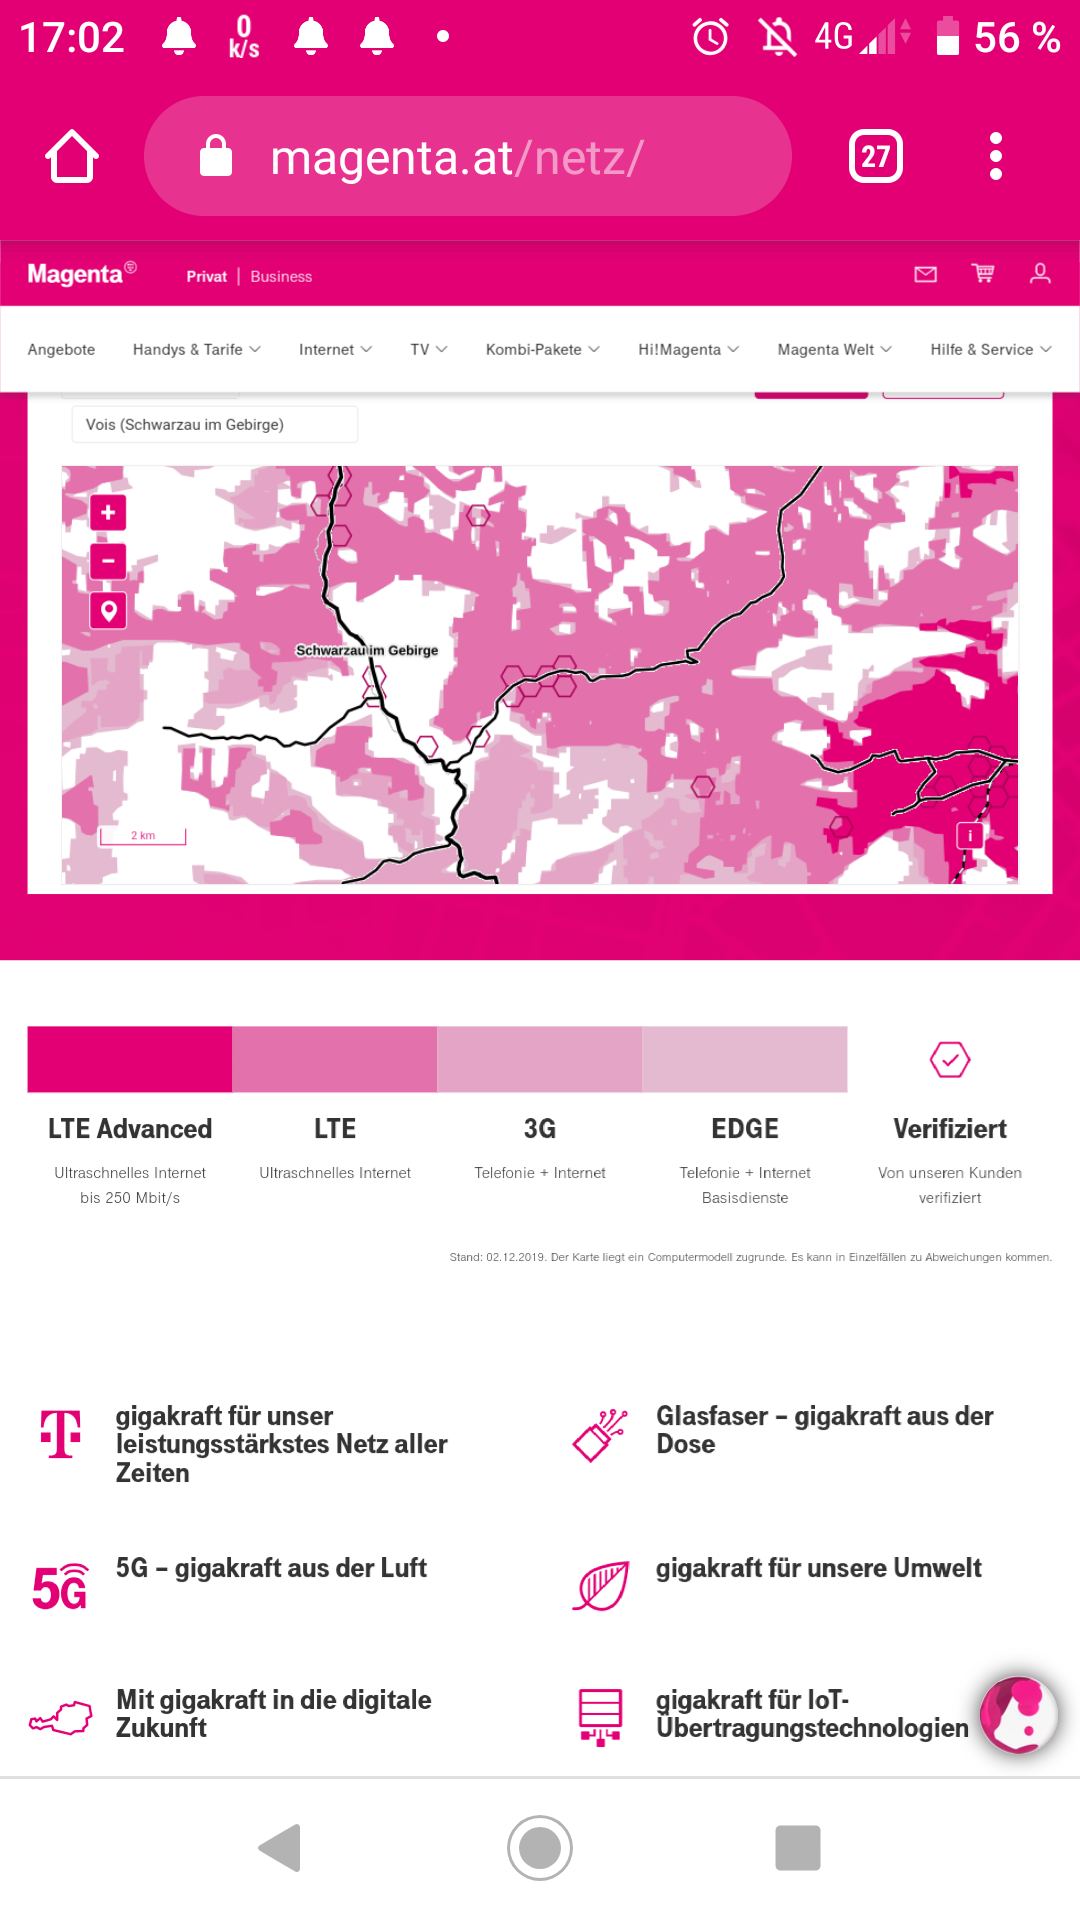 17:02
0
k/s
4G
56 %
magenta.at/netz/
27
Magenta
Privat | Business
Angebote
Handys & Tarife
Internet
TV
Kombi-Pakete
Hi!Magenta
Magenta Welt
Hilfe & Service
Vois (Schwarzau im Gebirge)
+
−
Schwarzau im Gebirge
2 km
i
LTE Advanced
Ultraschnelles Internet
bis 250 Mbit/s
LTE
Ultraschnelles Internet
3G
Telefonie + Internet
EDGE
Telefonie + Internet
Basisdienste
Verifiziert
Von unseren Kunden
verifiziert
Stand: 02.12.2019. Der Karte liegt ein Computermodell zugrunde. Es kann in Einzelfällen zu Abweichungen kommen.
T
gigakraft für unser
leistungsstärkstes Netz aller
Zeiten
Glasfaser – gigakraft aus der
Dose
5G
5G – gigakraft aus der Luft
gigakraft für unsere Umwelt
Mit gigakraft in die digitale
Zukunft
gigakraft für IoT-
Übertragungstechnologien